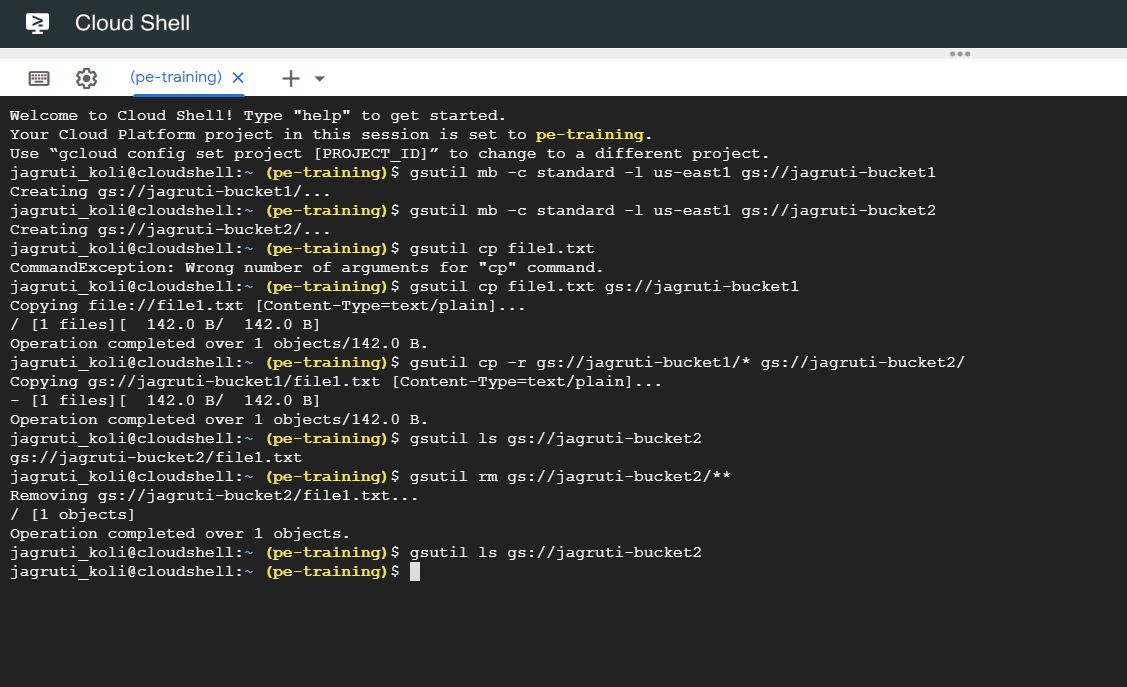 Cloud Shell
(pe-training)
Welcome to Cloud Shell! Type "help" to get started.
Your Cloud Platform project in this session is set to pe-training.
Use “gcloud config set project [PROJECT_ID]” to change to a different project.
jagruti_koli@cloudshell:~ (pe-training)$ gsutil mb -c standard -l us-east1 gs://jagruti-bucket1
Creating gs://jagruti-bucket1/...
jagruti_koli@cloudshell:~ (pe-training)$ gsutil mb -c standard -l us-east1 gs://jagruti-bucket2
Creating gs://jagruti-bucket2/...
jagruti_koli@cloudshell:~ (pe-training)$ gsutil cp file1.txt
CommandException: Wrong number of arguments for "cp" command.
jagruti_koli@cloudshell:~ (pe-training)$ gsutil cp file1.txt gs://jagruti-bucket1
Copying file://file1.txt [Content-Type=text/plain]...
/ [1 files][  142.0 B/  142.0 B]
Operation completed over 1 objects/142.0 B.
jagruti_koli@cloudshell:~ (pe-training)$ gsutil cp -r gs://jagruti-bucket1/* gs://jagruti-bucket2/
Copying gs://jagruti-bucket1/file1.txt [Content-Type=text/plain]...
- [1 files][  142.0 B/  142.0 B]
Operation completed over 1 objects/142.0 B.
jagruti_koli@cloudshell:~ (pe-training)$ gsutil ls gs://jagruti-bucket2
gs://jagruti-bucket2/file1.txt
jagruti_koli@cloudshell:~ (pe-training)$ gsutil rm gs://jagruti-bucket2/**
Removing gs://jagruti-bucket2/file1.txt...
/ [1 objects]
Operation completed over 1 objects.
jagruti_koli@cloudshell:~ (pe-training)$ gsutil ls gs://jagruti-bucket2
jagruti_koli@cloudshell:~ (pe-training)$